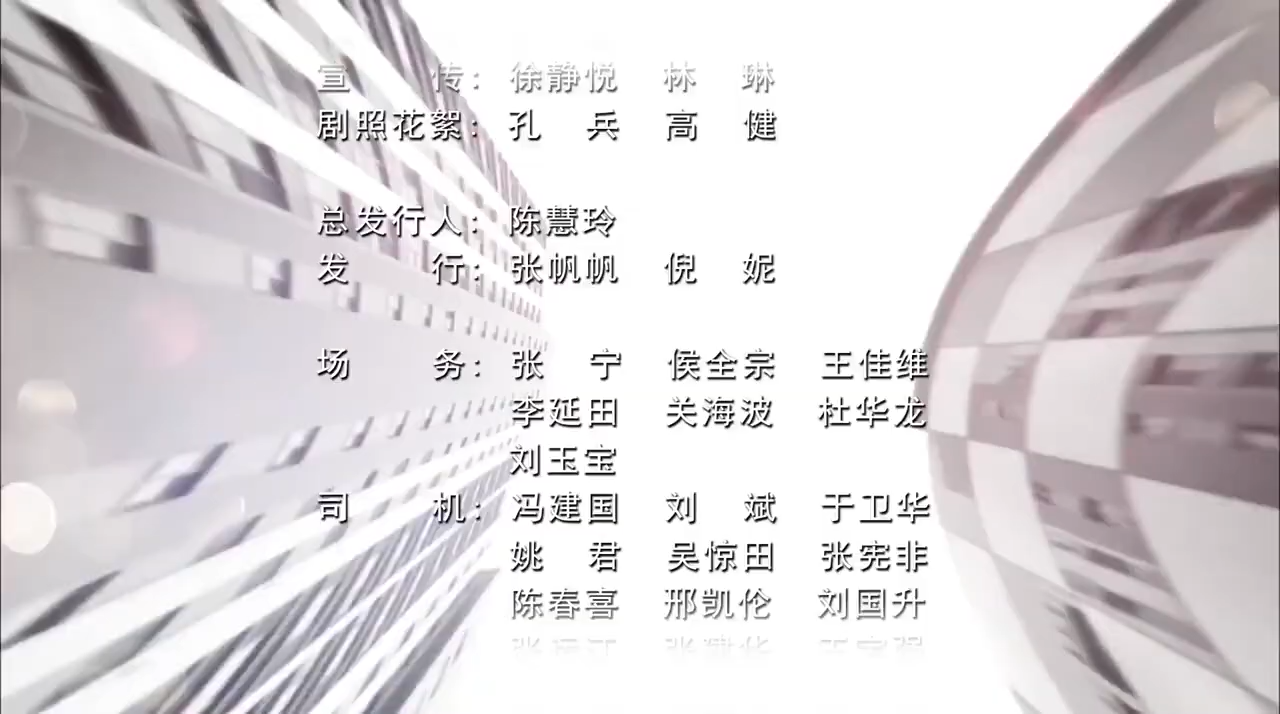 宣传：徐静悦 林琳
剧照花絮：孔兵 高健
总发行人：陈慧玲
发行：张帆帆 倪妮
场务：张宁 侯全宗 王佳维
李延田 关海波 杜华龙
刘玉宝
司机：冯建国 刘斌 于卫华
姚君 吴惊田 张宪非
陈春喜 邢凯伦 刘国升